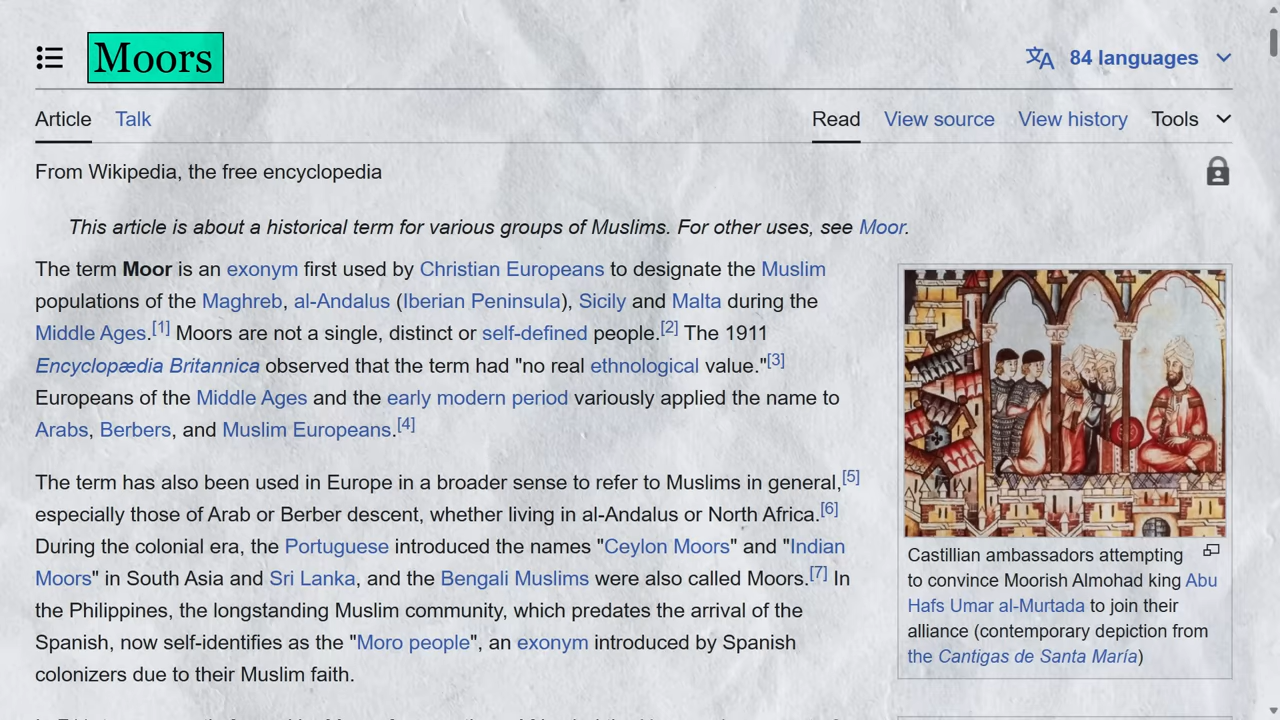 Moors
84 languages
Article Talk Read View source View history Tools
From Wikipedia, the free encyclopedia
This article is about a historical term for various groups of Muslims. For other uses, see Moor.
The term Moor is an exonym first used by Christian Europeans to designate the Muslim
populations of the Maghreb, al-Andalus (Iberian Peninsula), Sicily and Malta during the
Middle Ages.[1] Moors are not a single, distinct or self-defined people.[2] The 1911
Encyclopædia Britannica observed that the term had "no real ethnological value."[3]
Europeans of the Middle Ages and the early modern period variously applied the name to
Arabs, Berbers, and Muslim Europeans.[4]
The term has also been used in Europe in a broader sense to refer to Muslims in general,[5]
especially those of Arab or Berber descent, whether living in al-Andalus or North Africa.[6]
During the colonial era, the Portuguese introduced the names "Ceylon Moors" and "Indian
Moors" in South Asia and Sri Lanka, and the Bengali Muslims were also called Moors.[7] In
the Philippines, the longstanding Muslim community, which predates the arrival of the
Spanish, now self-identifies as the "Moro people", an exonym introduced by Spanish
colonizers due to their Muslim faith.
Castillian ambassadors attempting
to convince Moorish Almohad king Abu
Hafs Umar al-Murtada to join their
alliance (contemporary depiction from
the Cantigas de Santa María)